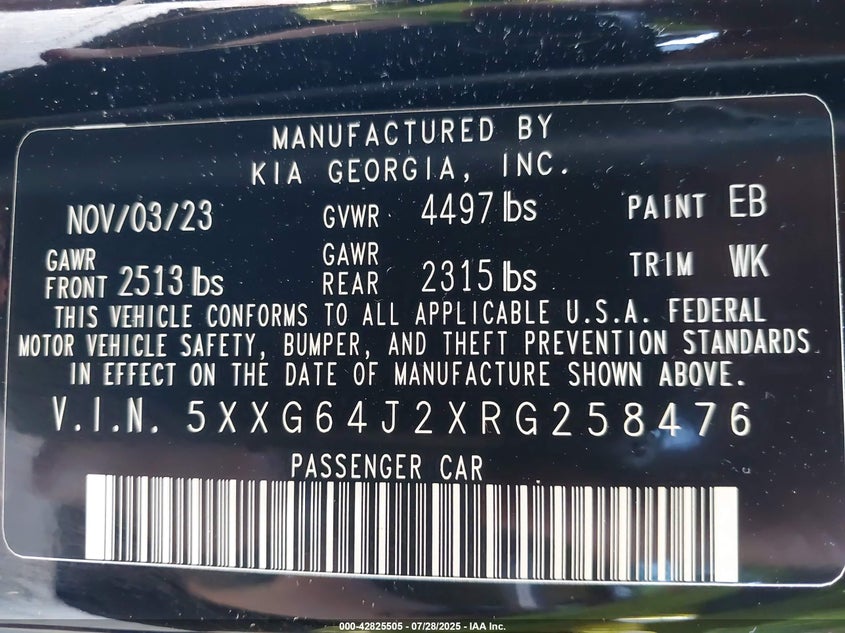 MANUFACTURED BY
KIA GEORGIA, INC.
NOV/03/23 GVWR 4497 lbs PAINT EB
GAWR FRONT 2513 lbs GAWR REAR 2315 lbs TRIM WK
THIS VEHICLE CONFORMS TO ALL APPLICABLE U.S.A. FEDERAL
MOTOR VEHICLE SAFETY, BUMPER, AND THEFT PREVENTION STANDARDS
IN EFFECT ON THE DATE OF MANUFACTURE SHOWN ABOVE.
V.I.N. 5XXG64J2XRG258476
PASSENGER CAR
000-42825505 - 07/28/2025 - IAA Inc.